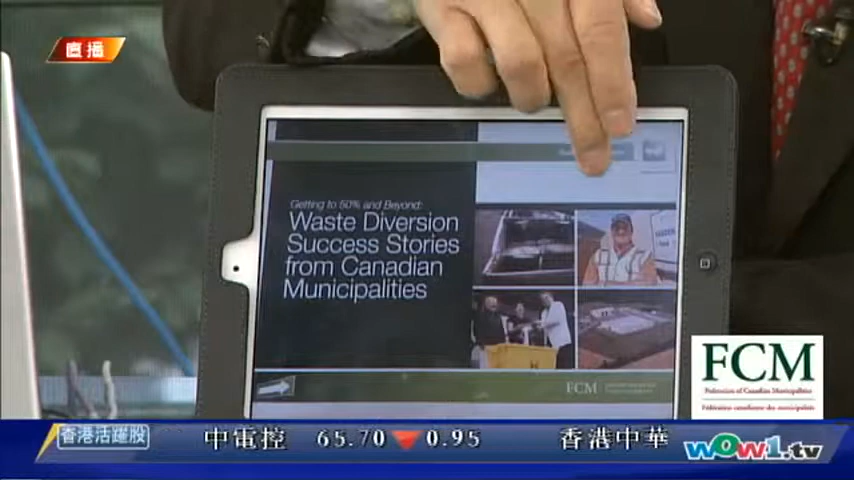 直播
Getting to 50% and Beyond:
Waste Diversion
Success Stories
from Canadian
Municipalities
FCM
FCM
Federation of Canadian Municipalities
Fédération canadienne des municipalités
香港活躍股
中電控 65.70 0.95 香港中華
wow1.tv